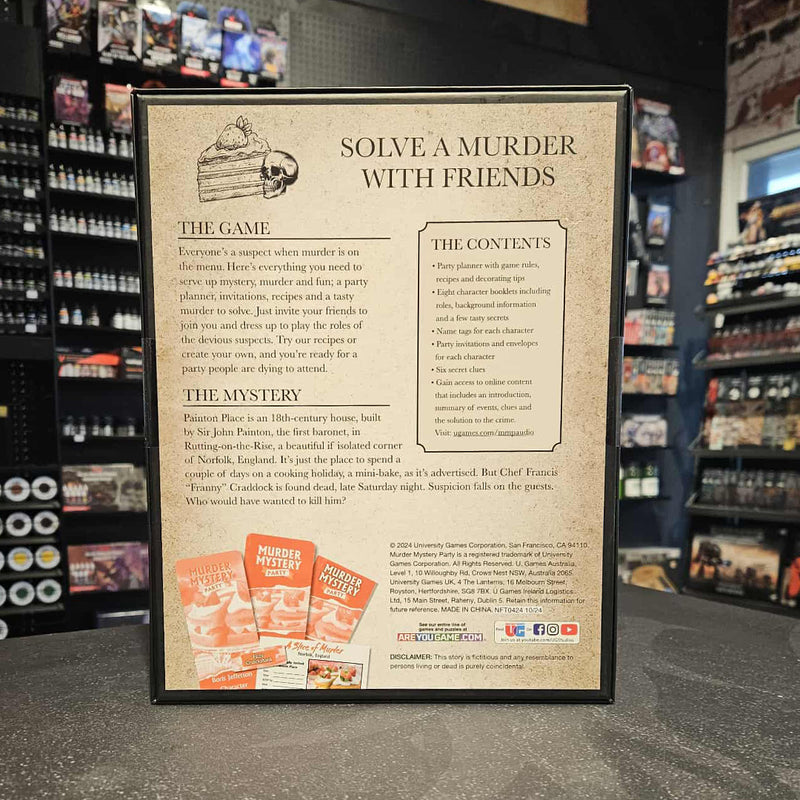 SOLVE A MURDER
WITH FRIENDS
THE GAME
Everyone's a suspect when murder is on
the menu. Here's everything you need to
serve up mystery, murder and fun; a party
planner, invitations, recipes and a tasty
murder to solve. Just invite your friends to
join you and dress up to play the roles of
the devious suspects. Try our recipes or
create your own, and you're ready for a
party people are dying to attend.
THE CONTENTS
• Party planner with game rules,
recipes and decorating tips
• Eight character booklets including
roles, background information
and a few tasty secrets
• Name tags for each character
• Party invitations and envelopes
for each character
• Six secret clues
• Gain access to online content
that includes an introduction,
summary of events, clues and
the solution to the crime.
Visit: ugames.com/mmpaudio
THE MYSTERY
Painton Place is an 18th-century house, built
by Sir John Painton, the first baronet, in
Rutting-on-the-Rise, a beautiful if isolated corner
of Norfolk, England. It's just the place to spend a
couple of days on a cooking holiday, a mini-bake, as it's advertised. But Chef Francis
"Franny" Craddock is found dead, late Saturday night. Suspicion falls on the guests.
Who would have wanted to kill him?
MURDER
MYSTERY
PARTY
MURDER
MYSTERY
PARTY
MURDER
MYSTERY
PARTY
A Slice of Murder
Norfolk, England
Boris Jefferson
Character
© 2024 University Games Corporation, San Francisco, CA 94110.
Murder Mystery Party is a registered trademark of University
Games Corporation. All Rights Reserved. U. Games Australia,
Level 1, 10 Willoughby Rd, Crows Nest NSW, Australia 2065.
University Games UK, 4 The Lanterns, 16 Melbourn Street,
Royston, Hertfordshire, SG8 7BX. U Games Ireland Logistics
Ltd, 15 Main Street, Raheny, Dublin 5. Retain this information for
future reference. MADE IN CHINA. NFT0424 10/24
See our entire line of
games and puzzles at
AREYOUGAME.COM
UG
DISCLAIMER: This story is fictitious and any resemblance to
persons living or dead is purely coincidental.